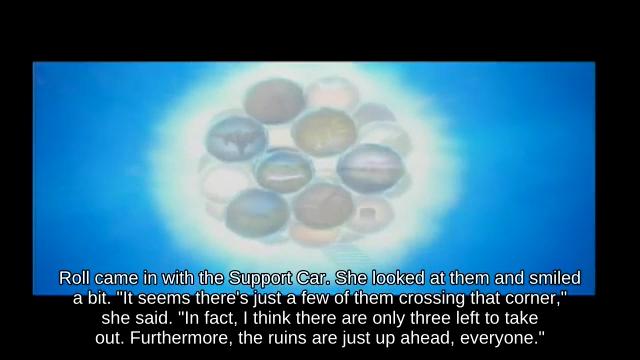 Roll came in with the Support Car. She looked at them and smiled
a bit. "It seems there's just a few of them crossing that corner,"
she said. "In fact, I think there are only three left to take
out. Furthermore, the ruins are just up ahead, everyone."